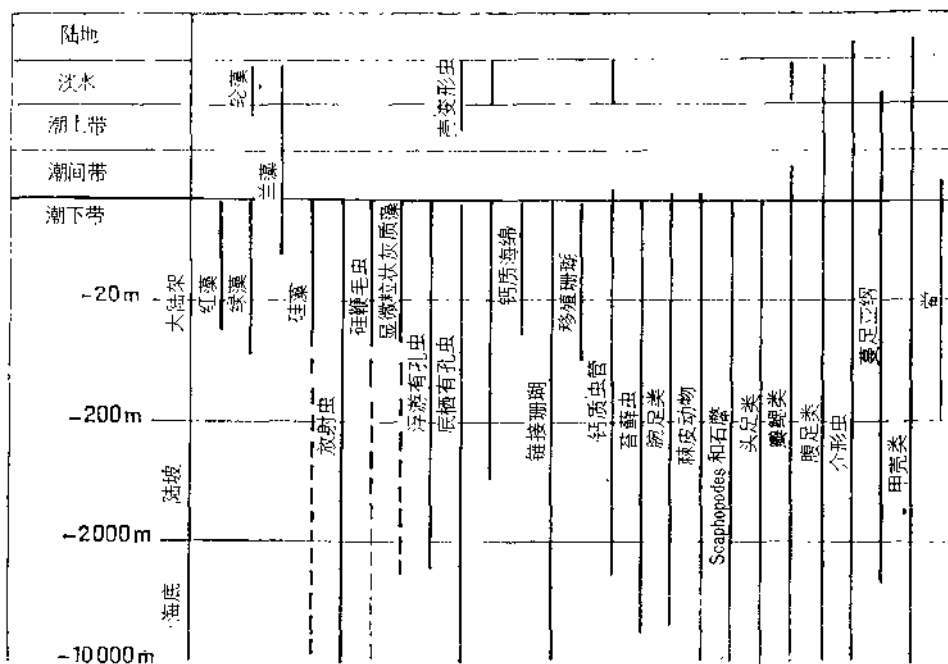 陆地
淡水
潮上带
潮间带
潮下带
大陆架
-20m
-200m
陆坡
-2000m
海底
-10000m
红藻
绿藻
轮藻
兰藻
硅藻
放射虫
硅鞭毛虫
显微粒状灰质藻
浮游有孔虫
底栖有孔虫
壳变形虫
钙质海绵
链接珊瑚
移植珊瑚
钙质虫管
苔藓虫
腕足类
棘皮动物
Scaphopodes 和石鳖
头足类
瓣鳃类
腹足类
介形虫
蔓足亚纲
甲壳类